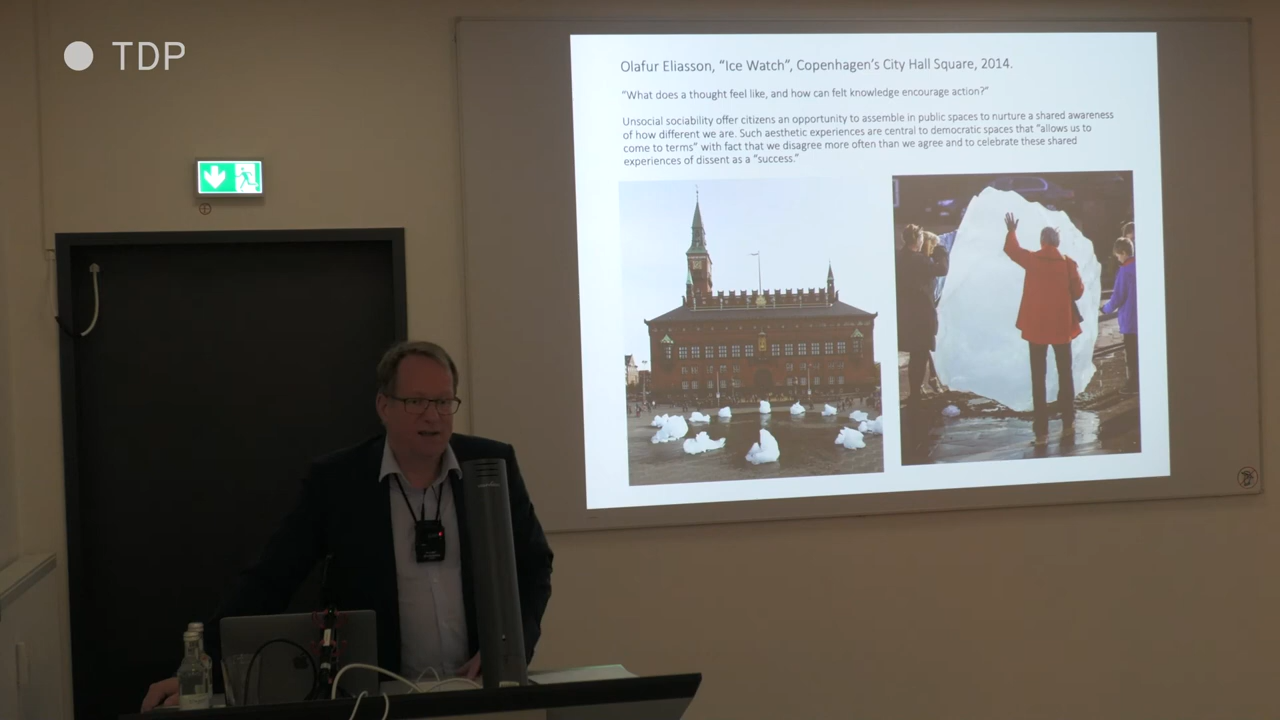 TDP
Olafur Eliasson, “Ice Watch”, Copenhagen’s City Hall Square, 2014.
“What does a thought feel like, and how can felt knowledge encourage action?”
Unsocial sociability offer citizens an opportunity to assemble in public spaces to nurture a shared awareness
of how different we are. Such aesthetic experiences are central to democratic spaces that “allows us to
come to terms” with fact that we disagree more often than we agree and to celebrate these shared
experiences of dissent as a “success.”